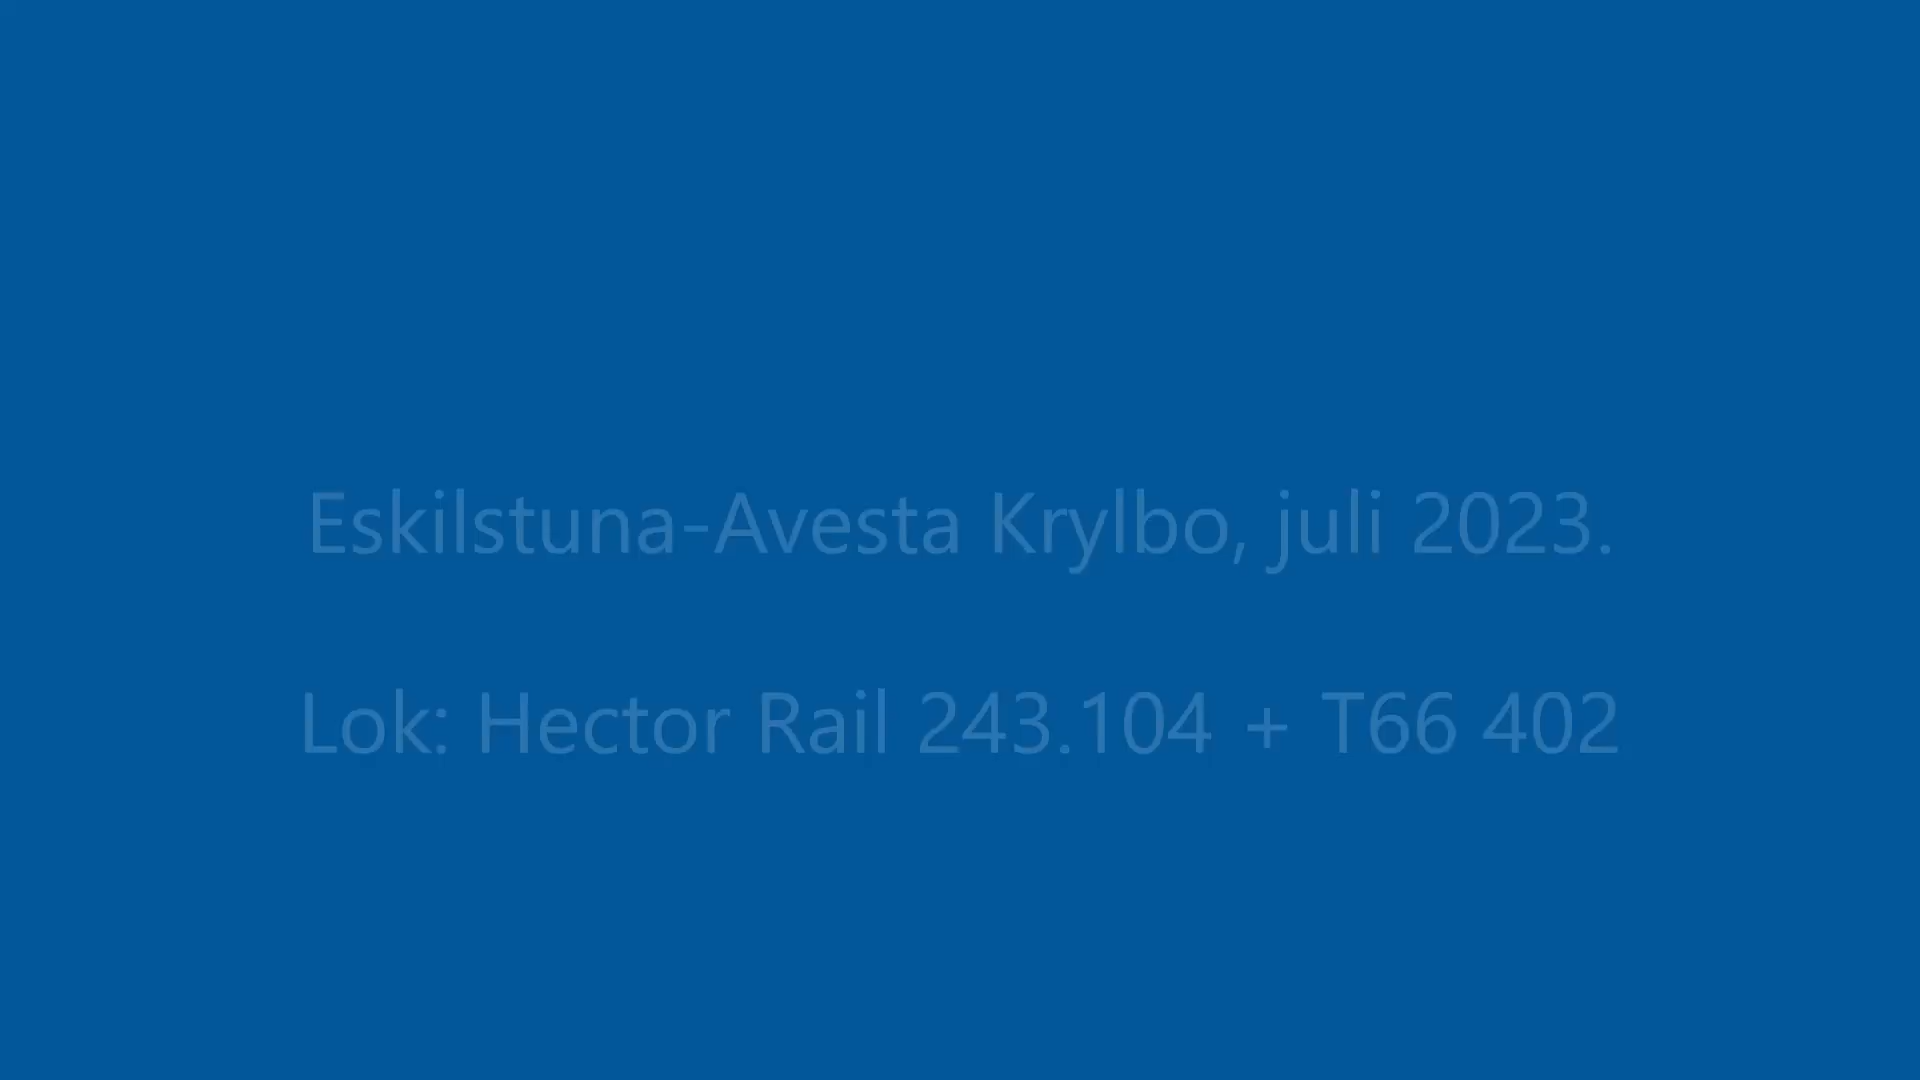 Eskilstuna-Avesta Krylbo, juli 2023.
Lok: Hector Rail 243.104 + T66 402